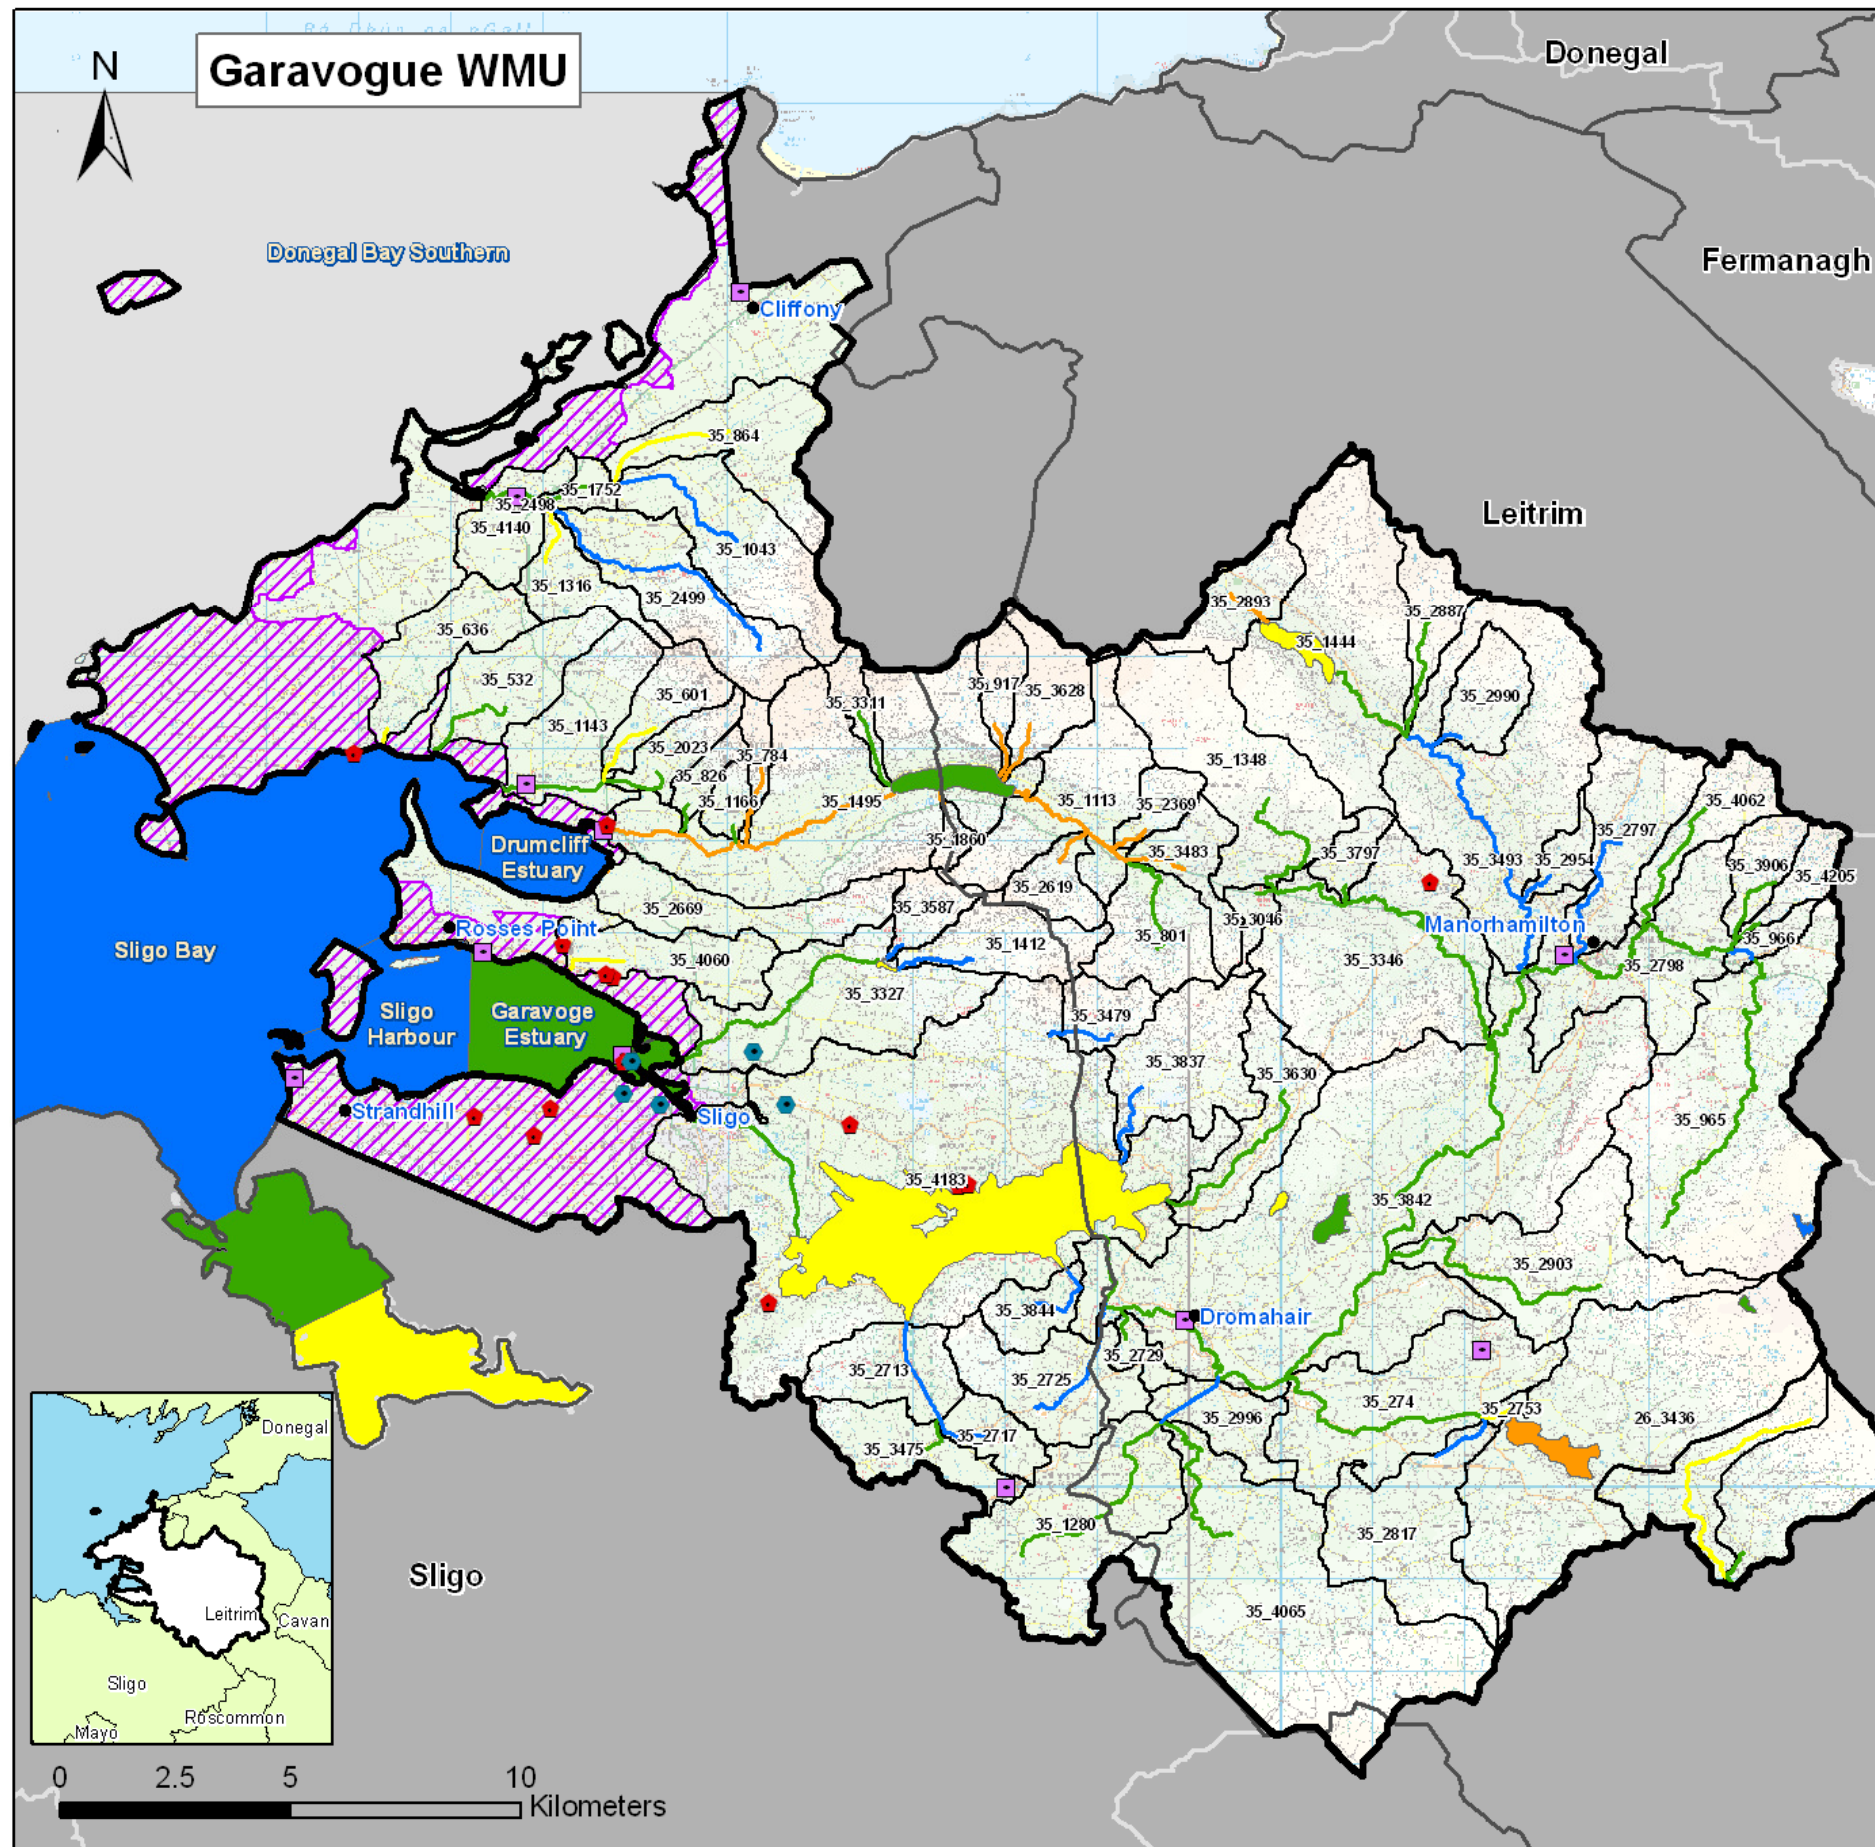 Garavogue WMU
N
Donegal
Fermanagh
Donegal Bay Southern
Cliffony
35_864
35_1752
35_2498
35_4140
35_1043
Leitrim
35_1316
35_2499
35_2893
35_2887
35_636
35_1444
35_532
35_601
35_917
35_3628
35_2990
35_3311
35_1143
35_2023
35_784
35_1348
35_826
35_1166
35_1495
35_1113
35_2369
35_4062
35_2797
Drumcliff
Estuary
35_1860
35_3483
35_3797
35_3493
35_2954
35_3906
35_4205
35_2619
35_2669
35_3587
35_3046
Manorhamilton
Rosses Point
35_1412
35_801
35_966
Sligo Bay
35_4060
35_3346
35_2798
35_3327
Sligo
Harbour
Garavoge
Estuary
35_3479
35_3837
35_3630
Strandhill
Sligo
35_965
35_4183
35_3842
35_2903
35_3844
Dromahair
35_2729
35_2713
35_2725
35_274
35_2753
35_2996
26_3436
35_2717
35_3475
35_1280
35_2817
35_4065
Sligo
Donegal
Leitrim
Cavan
Sligo
Roscommon
Mayo
0 2.5 5 10
Kilometers